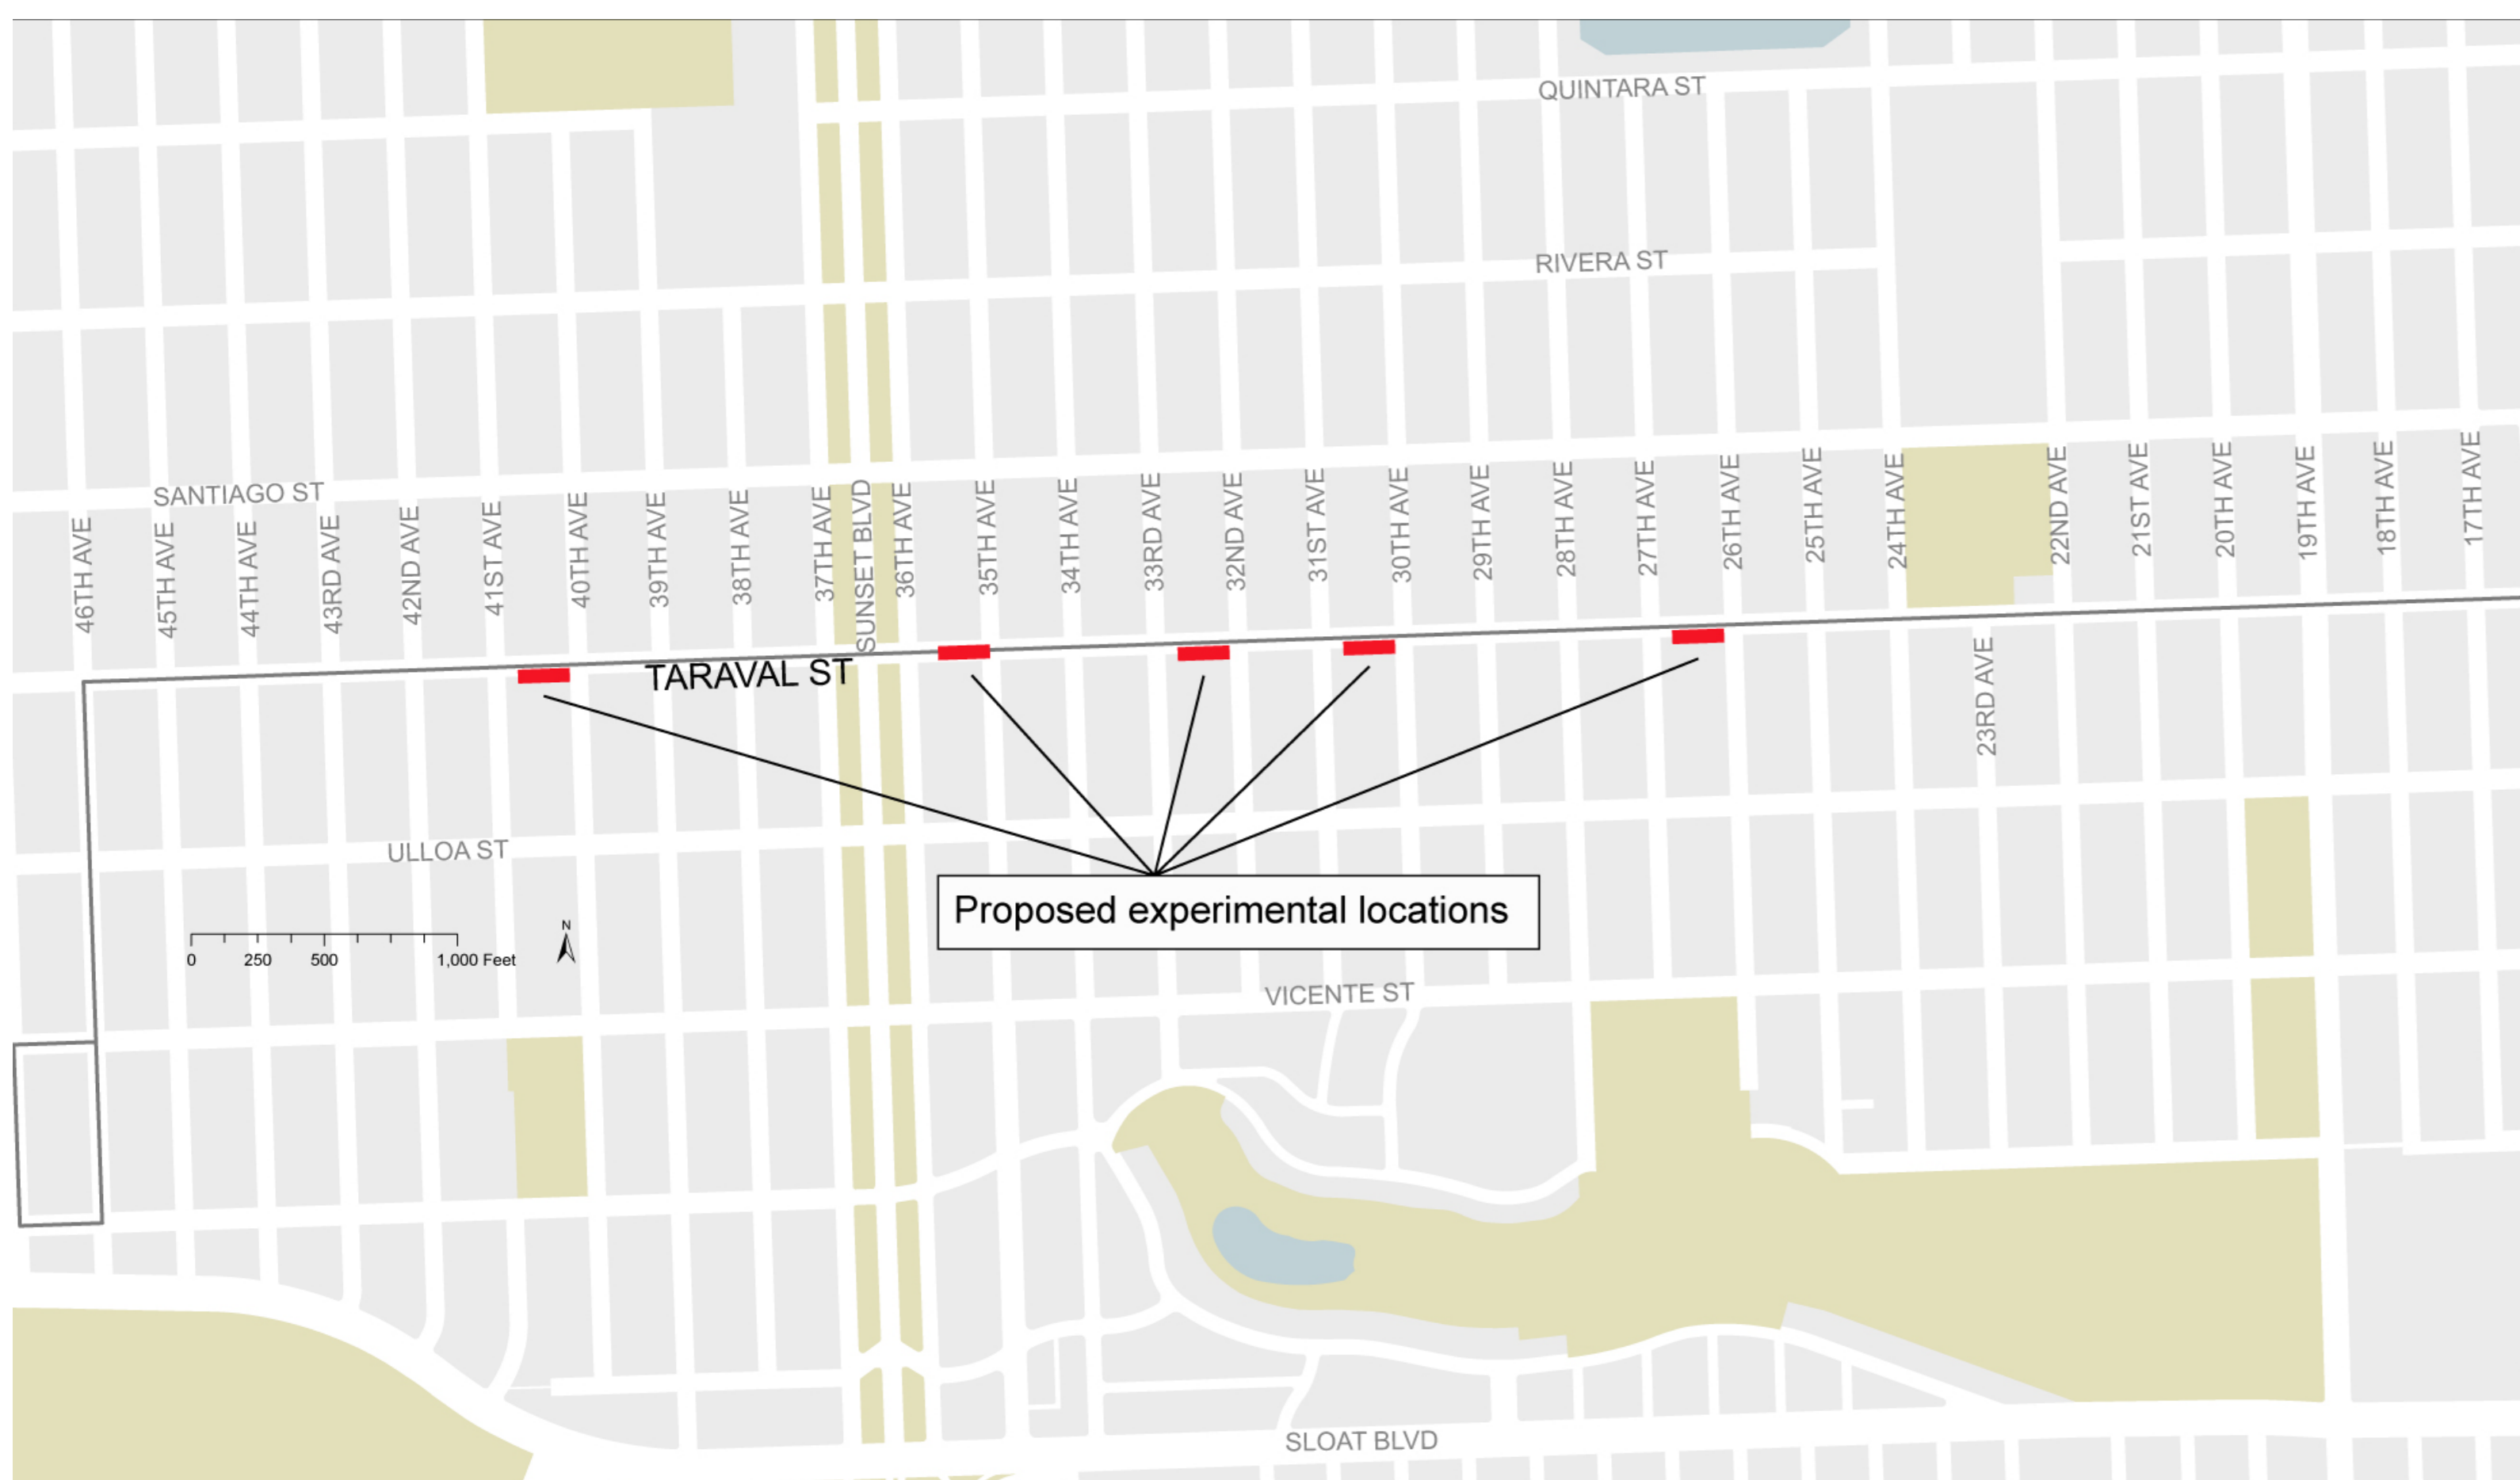 QUINTARA ST
RIVERA ST
SANTIAGO ST
46TH AVE
45TH AVE
44TH AVE
43RD AVE
42ND AVE
41ST AVE
40TH AVE
39TH AVE
38TH AVE
37TH AVE
SUNSET BLVD
36TH AVE
35TH AVE
34TH AVE
33RD AVE
32ND AVE
31ST AVE
30TH AVE
29TH AVE
28TH AVE
27TH AVE
26TH AVE
25TH AVE
24TH AVE
22ND AVE
21ST AVE
20TH AVE
19TH AVE
18TH AVE
17TH AVE
TARAVAL ST
23RD AVE
ULLOA ST
Proposed experimental locations
N
0 250 500 1,000 Feet
VICENTE ST
SLOAT BLVD